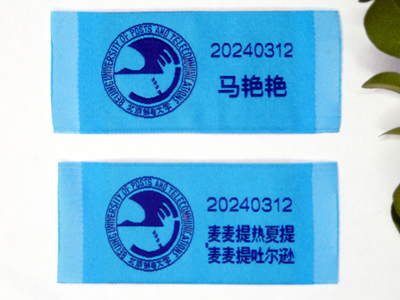 BEIJING UNIVERSITY OF POSTS AND TELECOMMUNICATIONS
北京邮电大学
20240312
马艳艳
BEIJING UNIVERSITY OF POSTS AND TELECOMMUNICATIONS
北京邮电大学
20240312
麦麦提热夏提
麦麦提吐尔逊